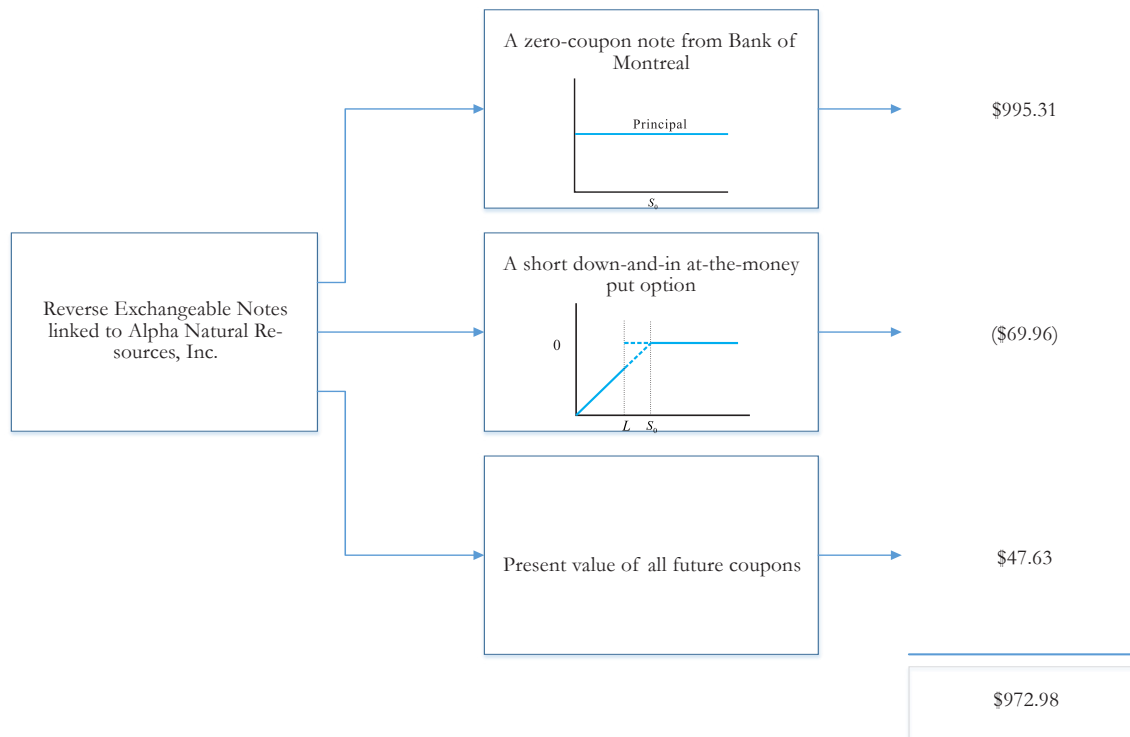 A zero-coupon note from Bank of
Montreal
Principal
S₀
$995.31
Reverse Exchangeable Notes
linked to Alpha Natural Re-
sources, Inc.
A short down-and-in at-the-money
put option
0
L S₀
($69.96)
Present value of all future coupons
$47.63
$972.98